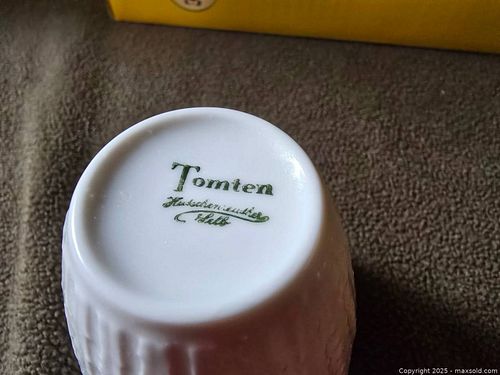 Tomten
Hutschenreuther
Selb
Copyright 2025 - maxsold.com